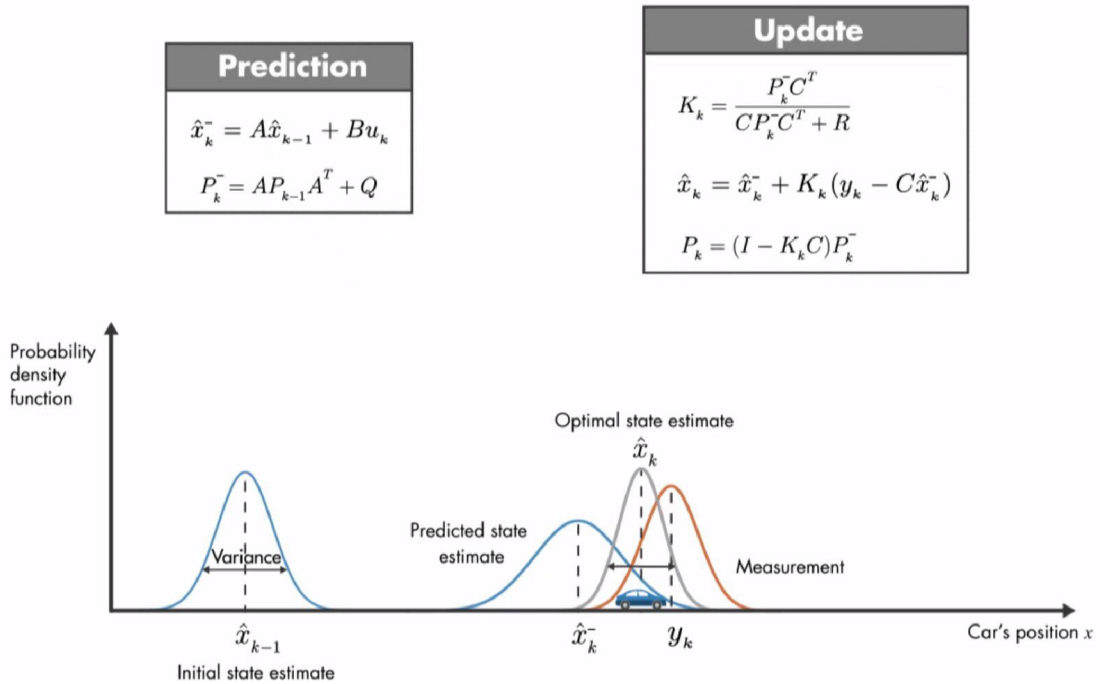 Prediction
x̂ₖ⁻ = Ax̂ₖ₋₁ + Buₖ
Pₖ⁻ = APₖ₋₁Aᵀ + Q
Update
Kₖ = Pₖ⁻Cᵀ / CPₖ⁻Cᵀ + R
x̂ₖ = x̂ₖ⁻ + Kₖ(yₖ − Cx̂ₖ⁻)
Pₖ = (I − KₖC)Pₖ⁻
Probability
density
function
Optimal state estimate
x̂ₖ
Predicted state
estimate
Variance
Measurement
x̂ₖ₋₁
x̂ₖ⁻
yₖ
Car's position x
Initial state estimate